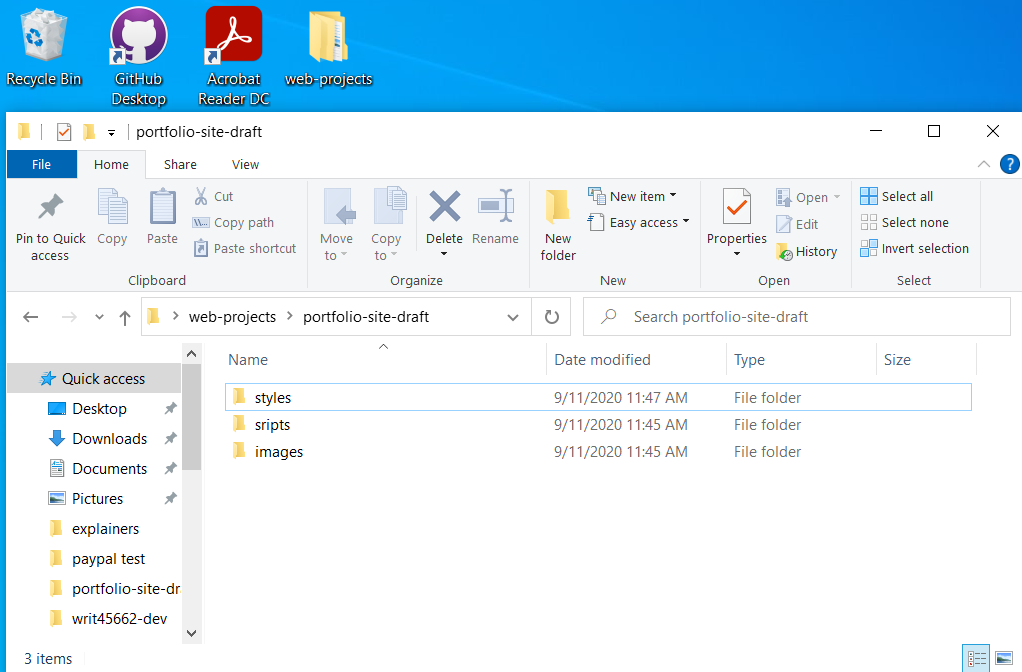 Recycle Bin
GitHub
Desktop
Acrobat
Reader DC
web-projects
portfolio-site-draft
File
Home
Share
View
?
Pin to Quick
access
Copy
Paste
Cut
Copy path
Paste shortcut
Clipboard
Move
to
Copy
to
Delete
Rename
Organize
New
folder
New item
Easy access
New
Properties
Open
Edit
History
Open
Select all
Select none
Invert selection
Select
web-projects > portfolio-site-draft
Search portfolio-site-draft
Name Date modified Type Size
styles 9/11/2020 11:47 AM File folder
sripts 9/11/2020 11:45 AM File folder
images 9/11/2020 11:45 AM File folder
Quick access
Desktop
Downloads
Documents
Pictures
explainers
paypal test
portfolio-site-dr
writ45662-dev
3 items